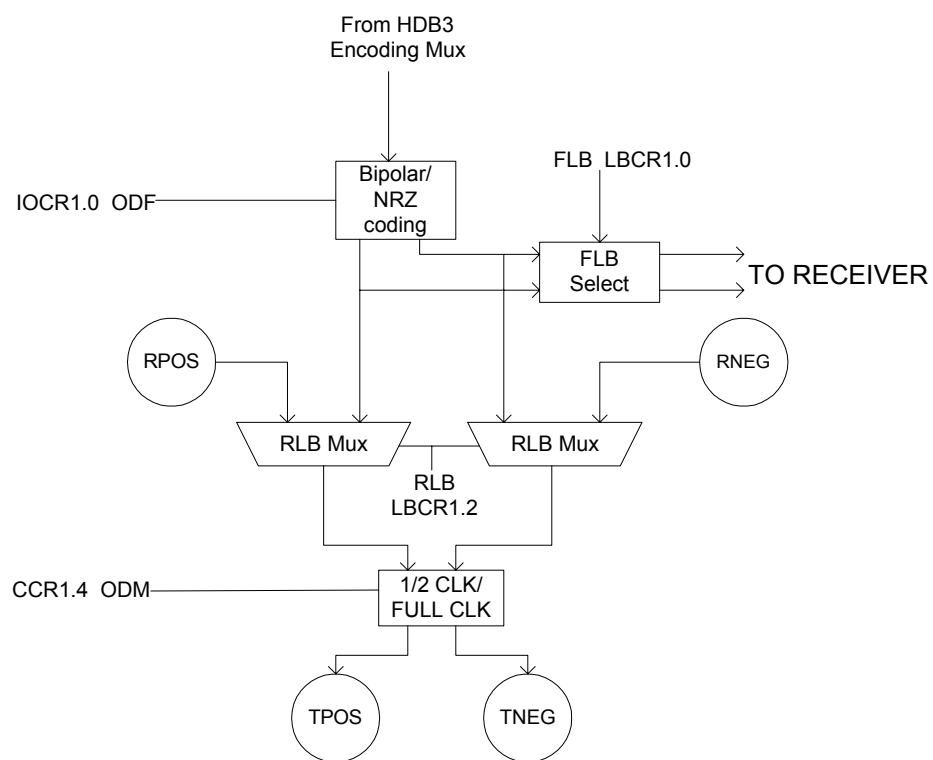 From HDB3
Encoding Mux
FLB LBCR1.0
Bipolar/
NRZ
coding
IOCR1.0 ODF
FLB
Select
TO RECEIVER
RPOS
RNEG
RLB Mux
RLB Mux
RLB
LBCR1.2
CCR1.4 ODM
1/2 CLK/
FULL CLK
TPOS
TNEG